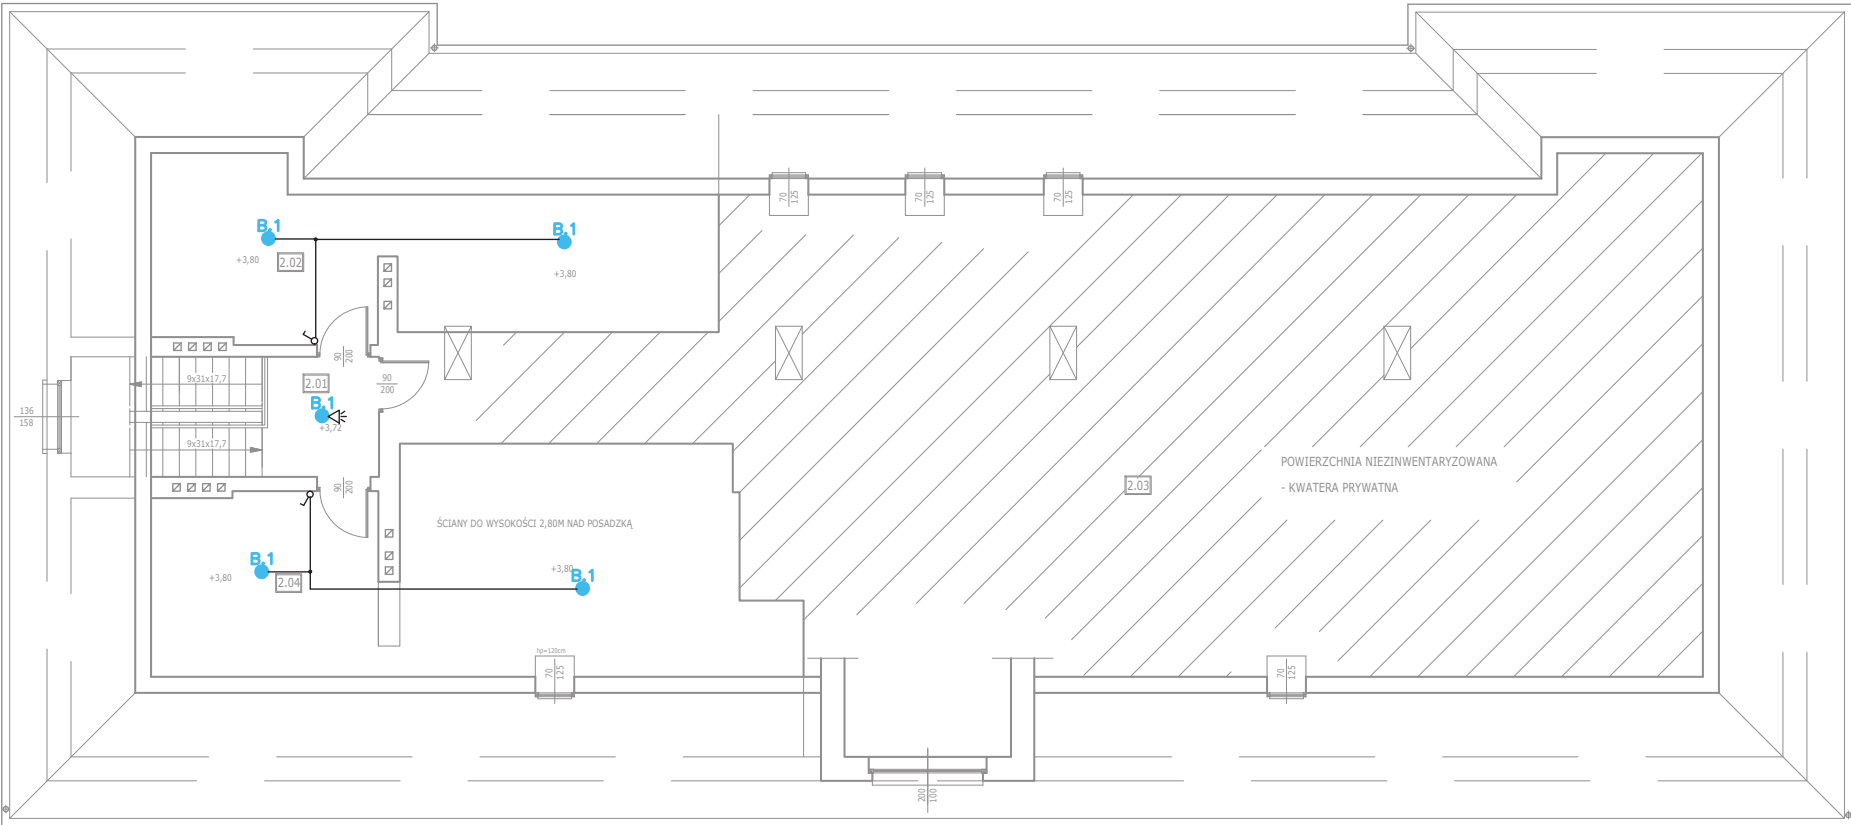 70
125
70
125
70
125
B.1
B.1
+3,80
2.02
+3,80
90
200
9x31x17,7
2.01
90
200
B.1
+3,72
136
158
9x31x17,7
90
200
POWIERZCHNIA NIEZINWENTARYZOWANA
- KWATERA PRYWATNA
2.03
ŚCIANY DO WYSOKOŚCI 2,80M NAD POSADZKĄ
B.1
+3,80
2.04
+3,80
B.1
hp=120cm
70
125
70
125
200
100